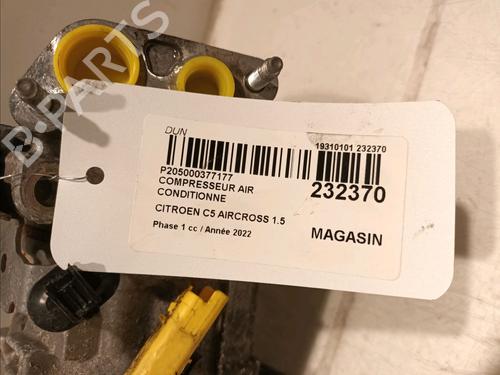 B-PARTS
DUN
19310101 232370
P205000377177
232370
COMPRESSEUR AIR
CONDITIONNE
CITROEN C5 AIRCROSS 1.5
Phase 1 cc / Année 2022
MAGASIN